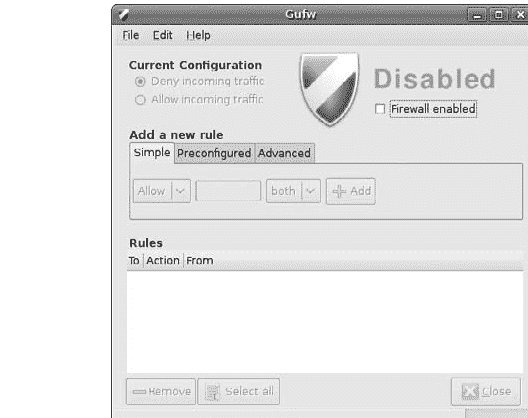 Gufw
File Edit Help
Current Configuration
Deny incoming traffic
Allow incoming traffic
Disabled
Firewall enabled
Add a new rule
Simple Preconfigured Advanced
Allow both Add
Rules
To Action From
Remove Select all Close